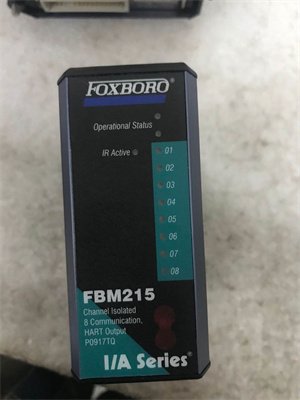 FOXBORO®
Operational Status
IR Active
01
02
03
04
05
06
07
08
FBM215
Channel Isolated
8 Communication,
HART Output
P0917TQ
I/A Series®